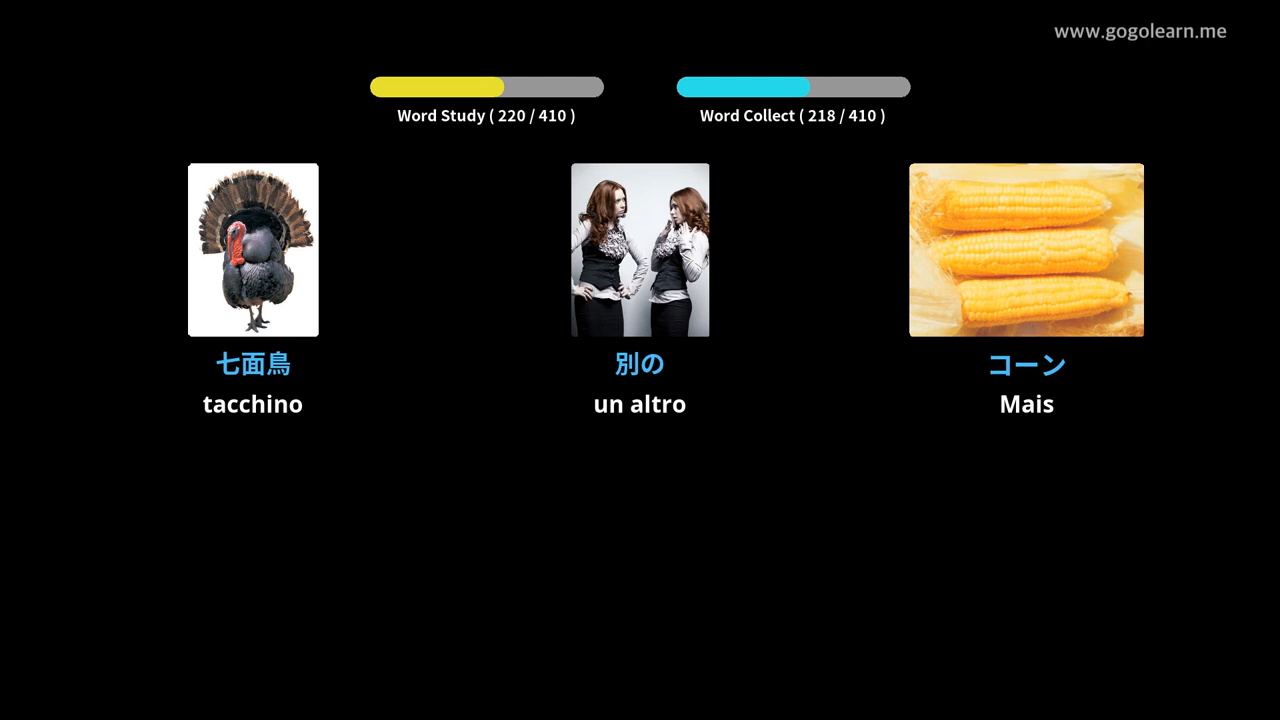 www.gogolearn.me
Word Study ( 220 / 410 )
Word Collect ( 218 / 410 )
七面鳥
別の
コーン
tacchino
un altro
Mais